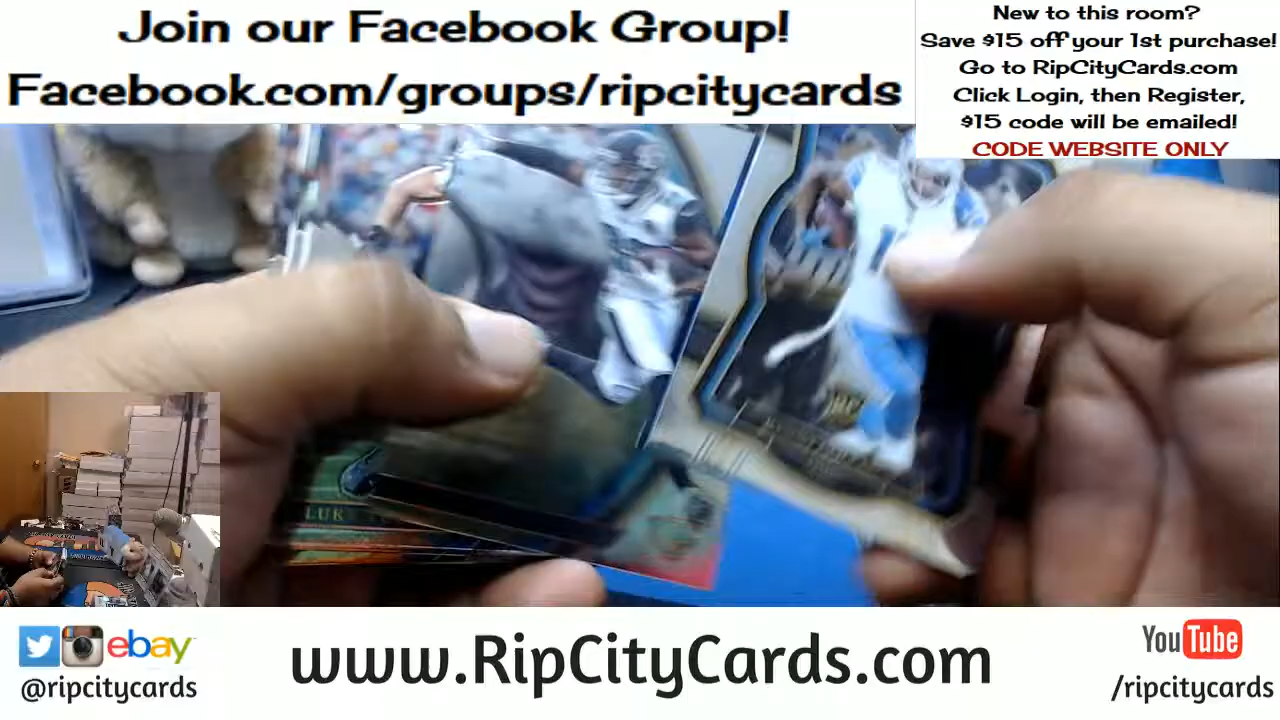 Join our Facebook Group!
Facebook.com/groups/ripcitycards
New to this room?
Save $15 off your 1st purchase!
Go to RipCityCards.com
Click Login, then Register,
$15 code will be emailed!
CODE WEBSITE ONLY
LUR
ebay
@ripcitycards
www.RipCityCards.com
YouTube
/ripcitycards